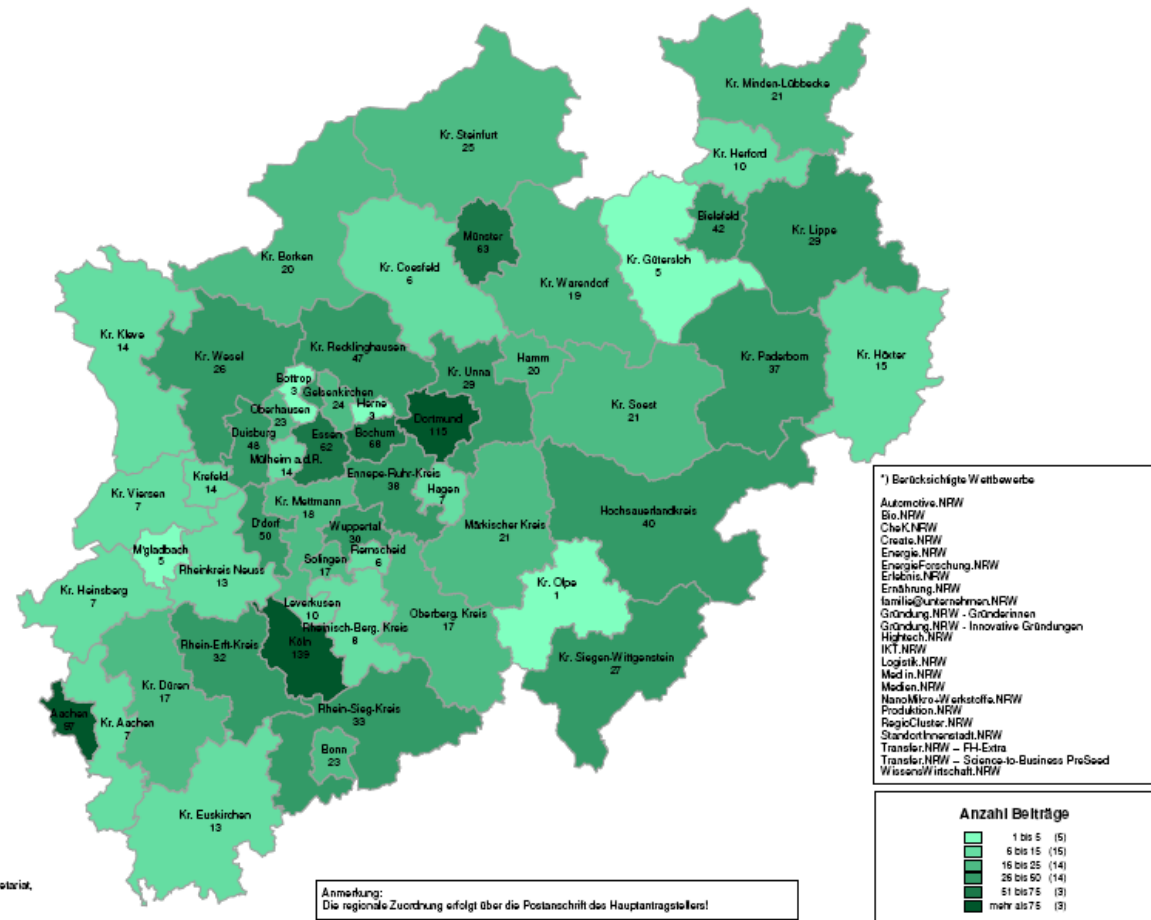 Kr. Minden-Lübbecke
21
Kr. Steinfurt
25
Kr. Herford
10
Bielefeld
42
Kr. Lippe
29
Münster
63
Kr. Gütersloh
5
Kr. Borken
20
Kr. Coesfeld
6
Kr. Warendorf
19
Kr. Kleve
14
Kr. Wesel
26
Kr. Recklinghausen
47
Kr. Unna
29
Hamm
20
Kr. Paderborn
37
Kr. Höxter
15
Bottrop
3
Gelsenkirchen
24
Herne
3
Oberhausen
23
Dortmund
115
Kr. Soest
21
Duisburg
48
Essen
62
Bochum
68
Mülheim a.d.R.
14
Ennepe-Ruhr-Kreis
38
Hagen
7
Krefeld
14
Kr. Viersen
7
Kr. Mettmann
18
Märkischer Kreis
21
Hochsauerlandkreis
40
D'dorf
50
Wuppertal
30
M'gladbach
5
Remscheid
6
Solingen
17
Rheinkreis Neuss
13
Kr. Olpe
1
Kr. Heinsberg
7
Leverkusen
10
Oberberg. Kreis
17
Rheinisch-Berg. Kreis
8
Köln
139
Rhein-Erft-Kreis
32
Kr. Siegen-Wittgenstein
27
Kr. Düren
17
Aachen
97
Kr. Aachen
7
Rhein-Sieg-Kreis
33
Bonn
23
Kr. Euskirchen
13
*) Berücksichtigte Wettbewerbe
Automotive.NRW
Bio.NRW
CheK.NRW
Create.NRW
Energie.NRW
EnergieForschung.NRW
Erlebnis.NRW
Ernährung.NRW
familie@unternehmen.NRW
Gründung.NRW - Gründerinnen
Gründung.NRW - Innovative Gründungen
Hightech.NRW
IKT.NRW
Logistik.NRW
Med in.NRW
Medien.NRW
NanoMikro+Werkstoffe.NRW
Produktion.NRW
RegioCluster.NRW
StandortInnenstadt.NRW
Transfer.NRW – FH-Extra
Transfer.NRW – Science-to-Business PreSeed
WissensWirtschaft.NRW
Anzahl Beiträge
1 bis 5 (5)
6 bis 15 (15)
16 bis 25 (14)
26 bis 50 (14)
51 bis 75 (3)
mehr als 75 (3)
etariat,
Anmerkung:
Die regionale Zuordnung erfolgt über die Postanschrift des Hauptantragstellers!